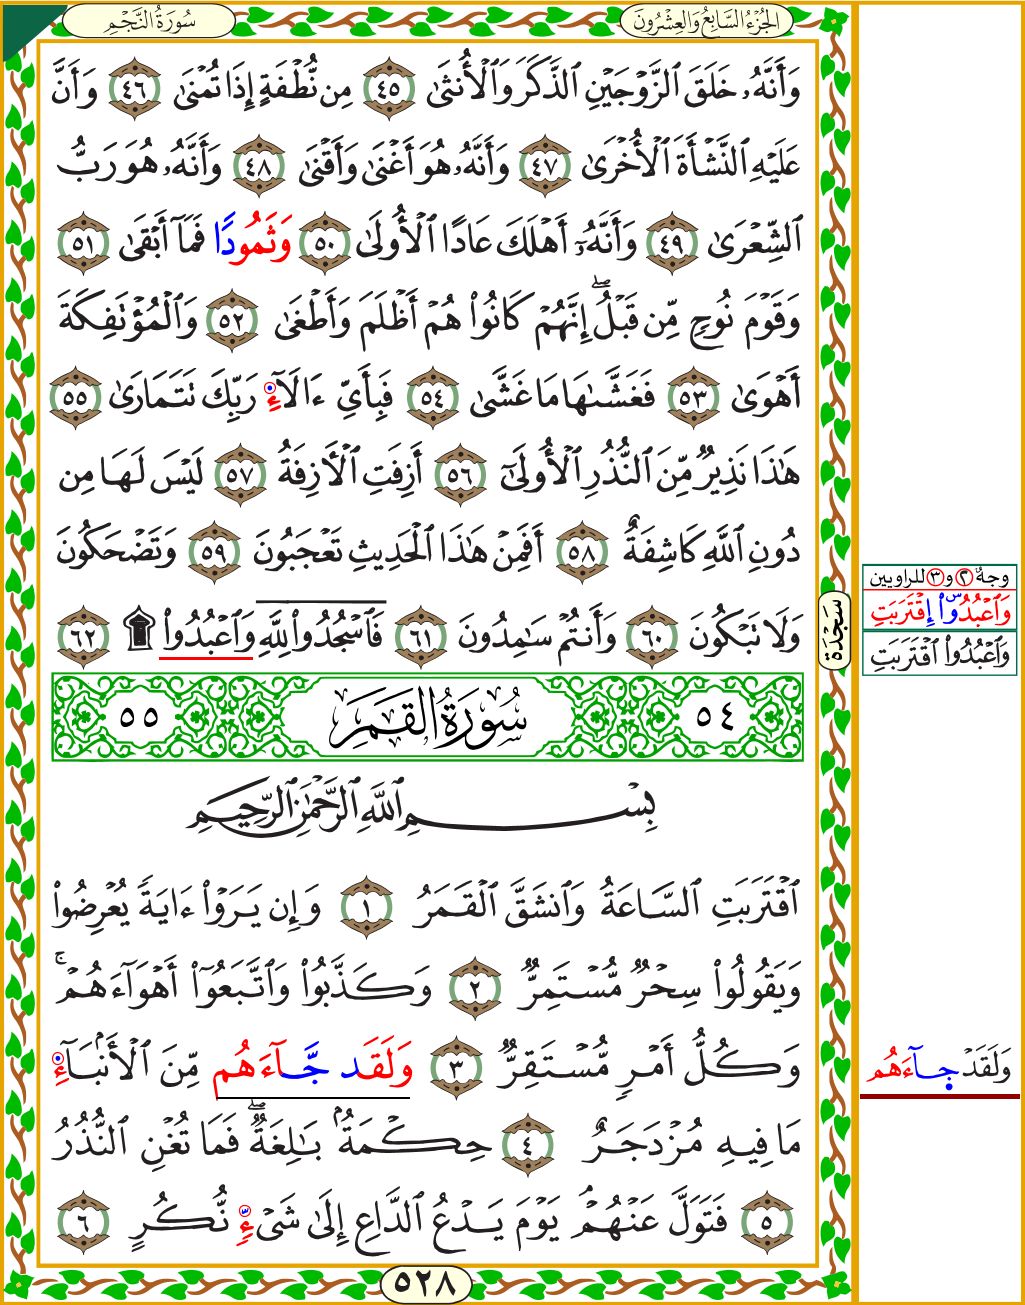 سُورَةُ النَّجْمِ
الجُزْءُ السَّابِعُ وَالعِشْرُونَ
وَأَنَّهُۥ خَلَقَ ٱلزَّوْجَيْنِ ٱلذَّكَرَ وَٱلْأُنثَىٰ ٤٥ مِن نُّطْفَةٍ إِذَا تُمْنَىٰ ٤٦ وَأَنَّ
عَلَيْهِ ٱلنَّشْأَةَ ٱلْأُخْرَىٰ ٤٧ وَأَنَّهُۥ هُوَ أَغْنَىٰ وَأَقْنَىٰ ٤٨ وَأَنَّهُۥ هُوَ رَبُّ
ٱلشِّعْرَىٰ ٤٩ وَأَنَّهُۥٓ أَهْلَكَ عَادًا ٱلْأُولَىٰ ٥٠ وَثَمُودًا فَمَآ أَبْقَىٰ ٥١
وَقَوْمَ نُوحٍ مِّن قَبْلُ ۖ إِنَّهُمْ كَانُوا۟ هُمْ أَظْلَمَ وَأَطْغَىٰ ٥٢ وَٱلْمُؤْتَفِكَةَ
أَهْوَىٰ ٥٣ فَغَشَّىٰهَا مَا غَشَّىٰ ٥٤ فَبِأَىِّ ءَالَآءِ رَبِّكَ تَتَمَارَىٰ ٥٥
هَٰذَا نَذِيرٌ مِّنَ ٱلنُّذُرِ ٱلْأُولَىٰٓ ٥٦ أَزِفَتِ ٱلْأَزِفَةُ ٥٧ لَيْسَ لَهَا مِن
دُونِ ٱللَّهِ كَاشِفَةٌ ٥٨ أَفَمِنْ هَٰذَا ٱلْحَدِيثِ تَعْجَبُونَ ٥٩ وَتَضْحَكُونَ
وَلَا تَبْكُونَ ٦٠ وَأَنتُمْ سَٰمِدُونَ ٦١ فَٱسْجُدُوا۟ لِلَّهِ وَٱعْبُدُوا۟ ۩ ٦٢
سَجْدَة
وجهٌ ٢ و ٣ للراويين
وَٱعْبُدُوا۟ س إِقْتَرَبَتِ
وَٱعْبُدُوا۟ ٱقْتَرَبَتِ
٥٤ سُورَةُ القَمَرِ ٥٥
بِسْمِ ٱللَّهِ ٱلرَّحْمَٰنِ ٱلرَّحِيمِ
ٱقْتَرَبَتِ ٱلسَّاعَةُ وَٱنشَقَّ ٱلْقَمَرُ ١ وَإِن يَرَوْا۟ ءَايَةً يُعْرِضُوا۟
وَيَقُولُوا۟ سِحْرٌ مُّسْتَمِرٌّ ٢ وَكَذَّبُوا۟ وَٱتَّبَعُوٓا۟ أَهْوَآءَهُمْ ۚ
وَكُلُّ أَمْرٍ مُّسْتَقِرٌّ ٣ وَلَقَد جَّآءَهُم مِّنَ ٱلْأَنۢبَآءِ
وَلَقَدْ جَآءَهُم
مَا فِيهِ مُزْدَجَرٌ ٤ حِكْمَةٌۢ بَٰلِغَةٌ ۖ فَمَا تُغْنِ ٱلنُّذُرُ
٥ فَتَوَلَّ عَنْهُمْ ۘ يَوْمَ يَدْعُ ٱلدَّاعِ إِلَىٰ شَىْءٍ نُّكُرٍ ٦
٥٢٨